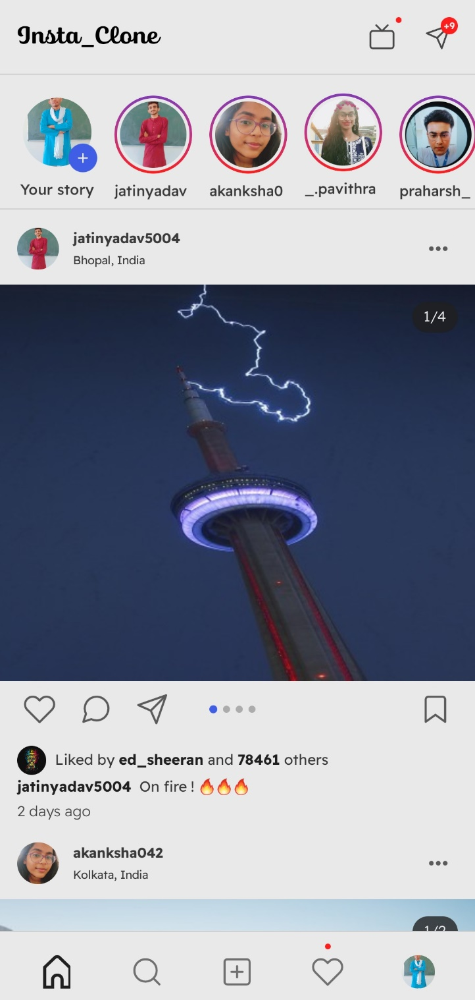 Insta_Clone
+9
Your story
jatinyadav
akanksha0
_.pavithra
praharsh_
jatinyadav5004
Bhopal, India
1/4
Liked by ed_sheeran and 78461 others
jatinyadav5004 On fire ! 🔥🔥🔥
2 days ago
akanksha042
Kolkata, India